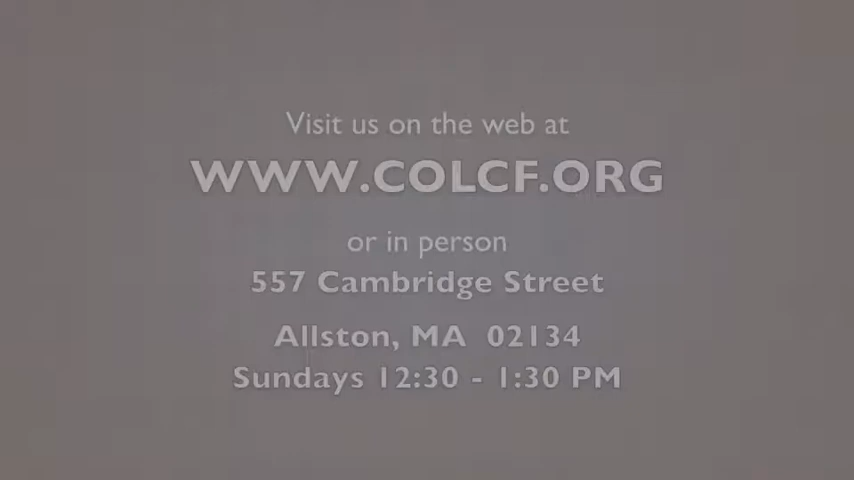 Visit us on the web at
WWW.COLCF.ORG
or in person
557 Cambridge Street
Allston, MA 02134
Sundays 12:30 - 1:30 PM